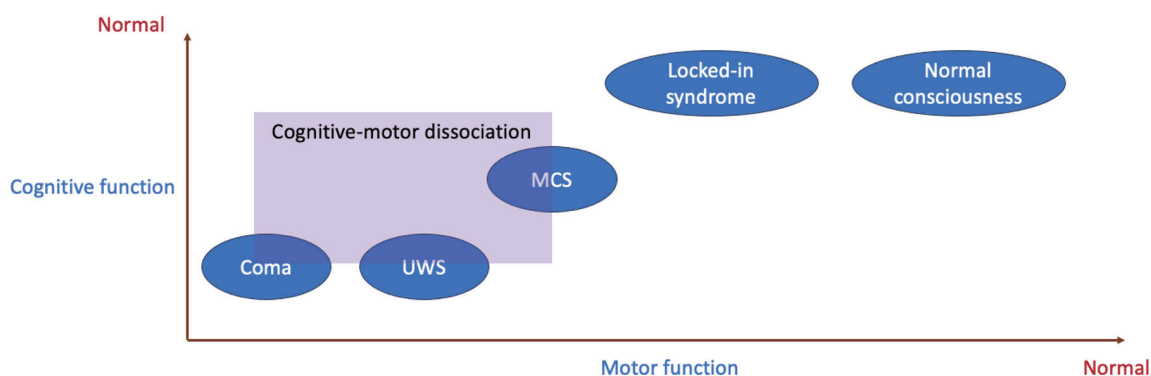 Normal
Locked-in
syndrome
Normal
consciousness
Cognitive-motor dissociation
Cognitive function
MCS
Coma
UWS
Motor function
Normal